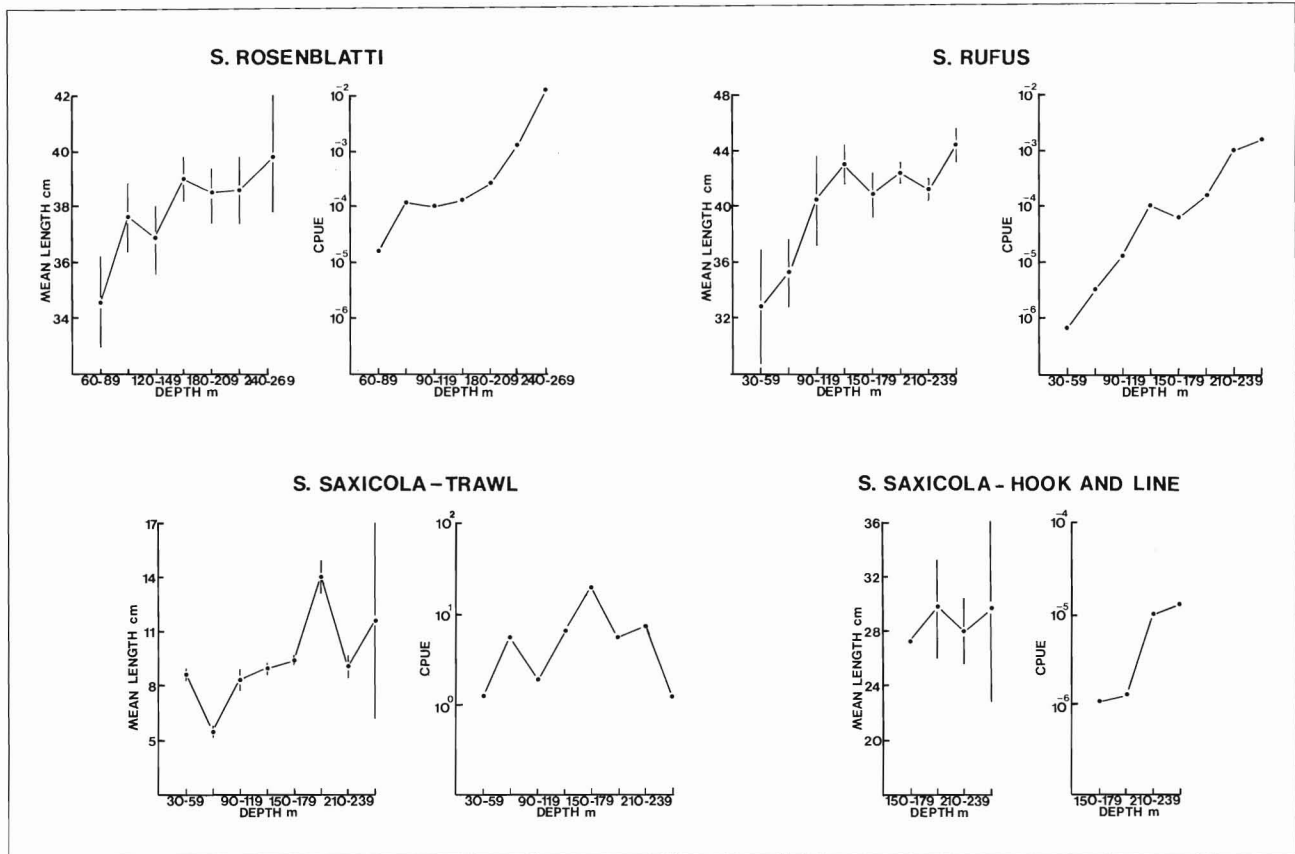 S. ROSENBLATTI
MEAN LENGTH cm
42
40
38
36
34
60-89 120-149 180-209 240-269
DEPTH m
CPUE
10-2
10-3
10-4
10-5
10-6
60-89 90-119 180-209 240-269
DEPTH m
S. RUFUS
MEAN LENGTH cm
48
44
40
36
32
30-59 90-119 150-179 210-239
DEPTH m
CPUE
10-2
10-3
10-4
10-5
10-6
30-59 90-119 150-179 210-239
DEPTH m
S. SAXICOLA-TRAWL
MEAN LENGTH cm
17
14
11
8
5
30-59 90-119 150-179 210-239
DEPTH m
CPUE
102
101
100
30-59 90-119 150-179 210-239
DEPTH m
S. SAXICOLA-HOOK AND LINE
MEAN LENGTH cm
36
32
28
24
20
150-179 210-239
DEPTH m
CPUE
10-4
10-5
10-6
150-179 210-239
DEPTH m